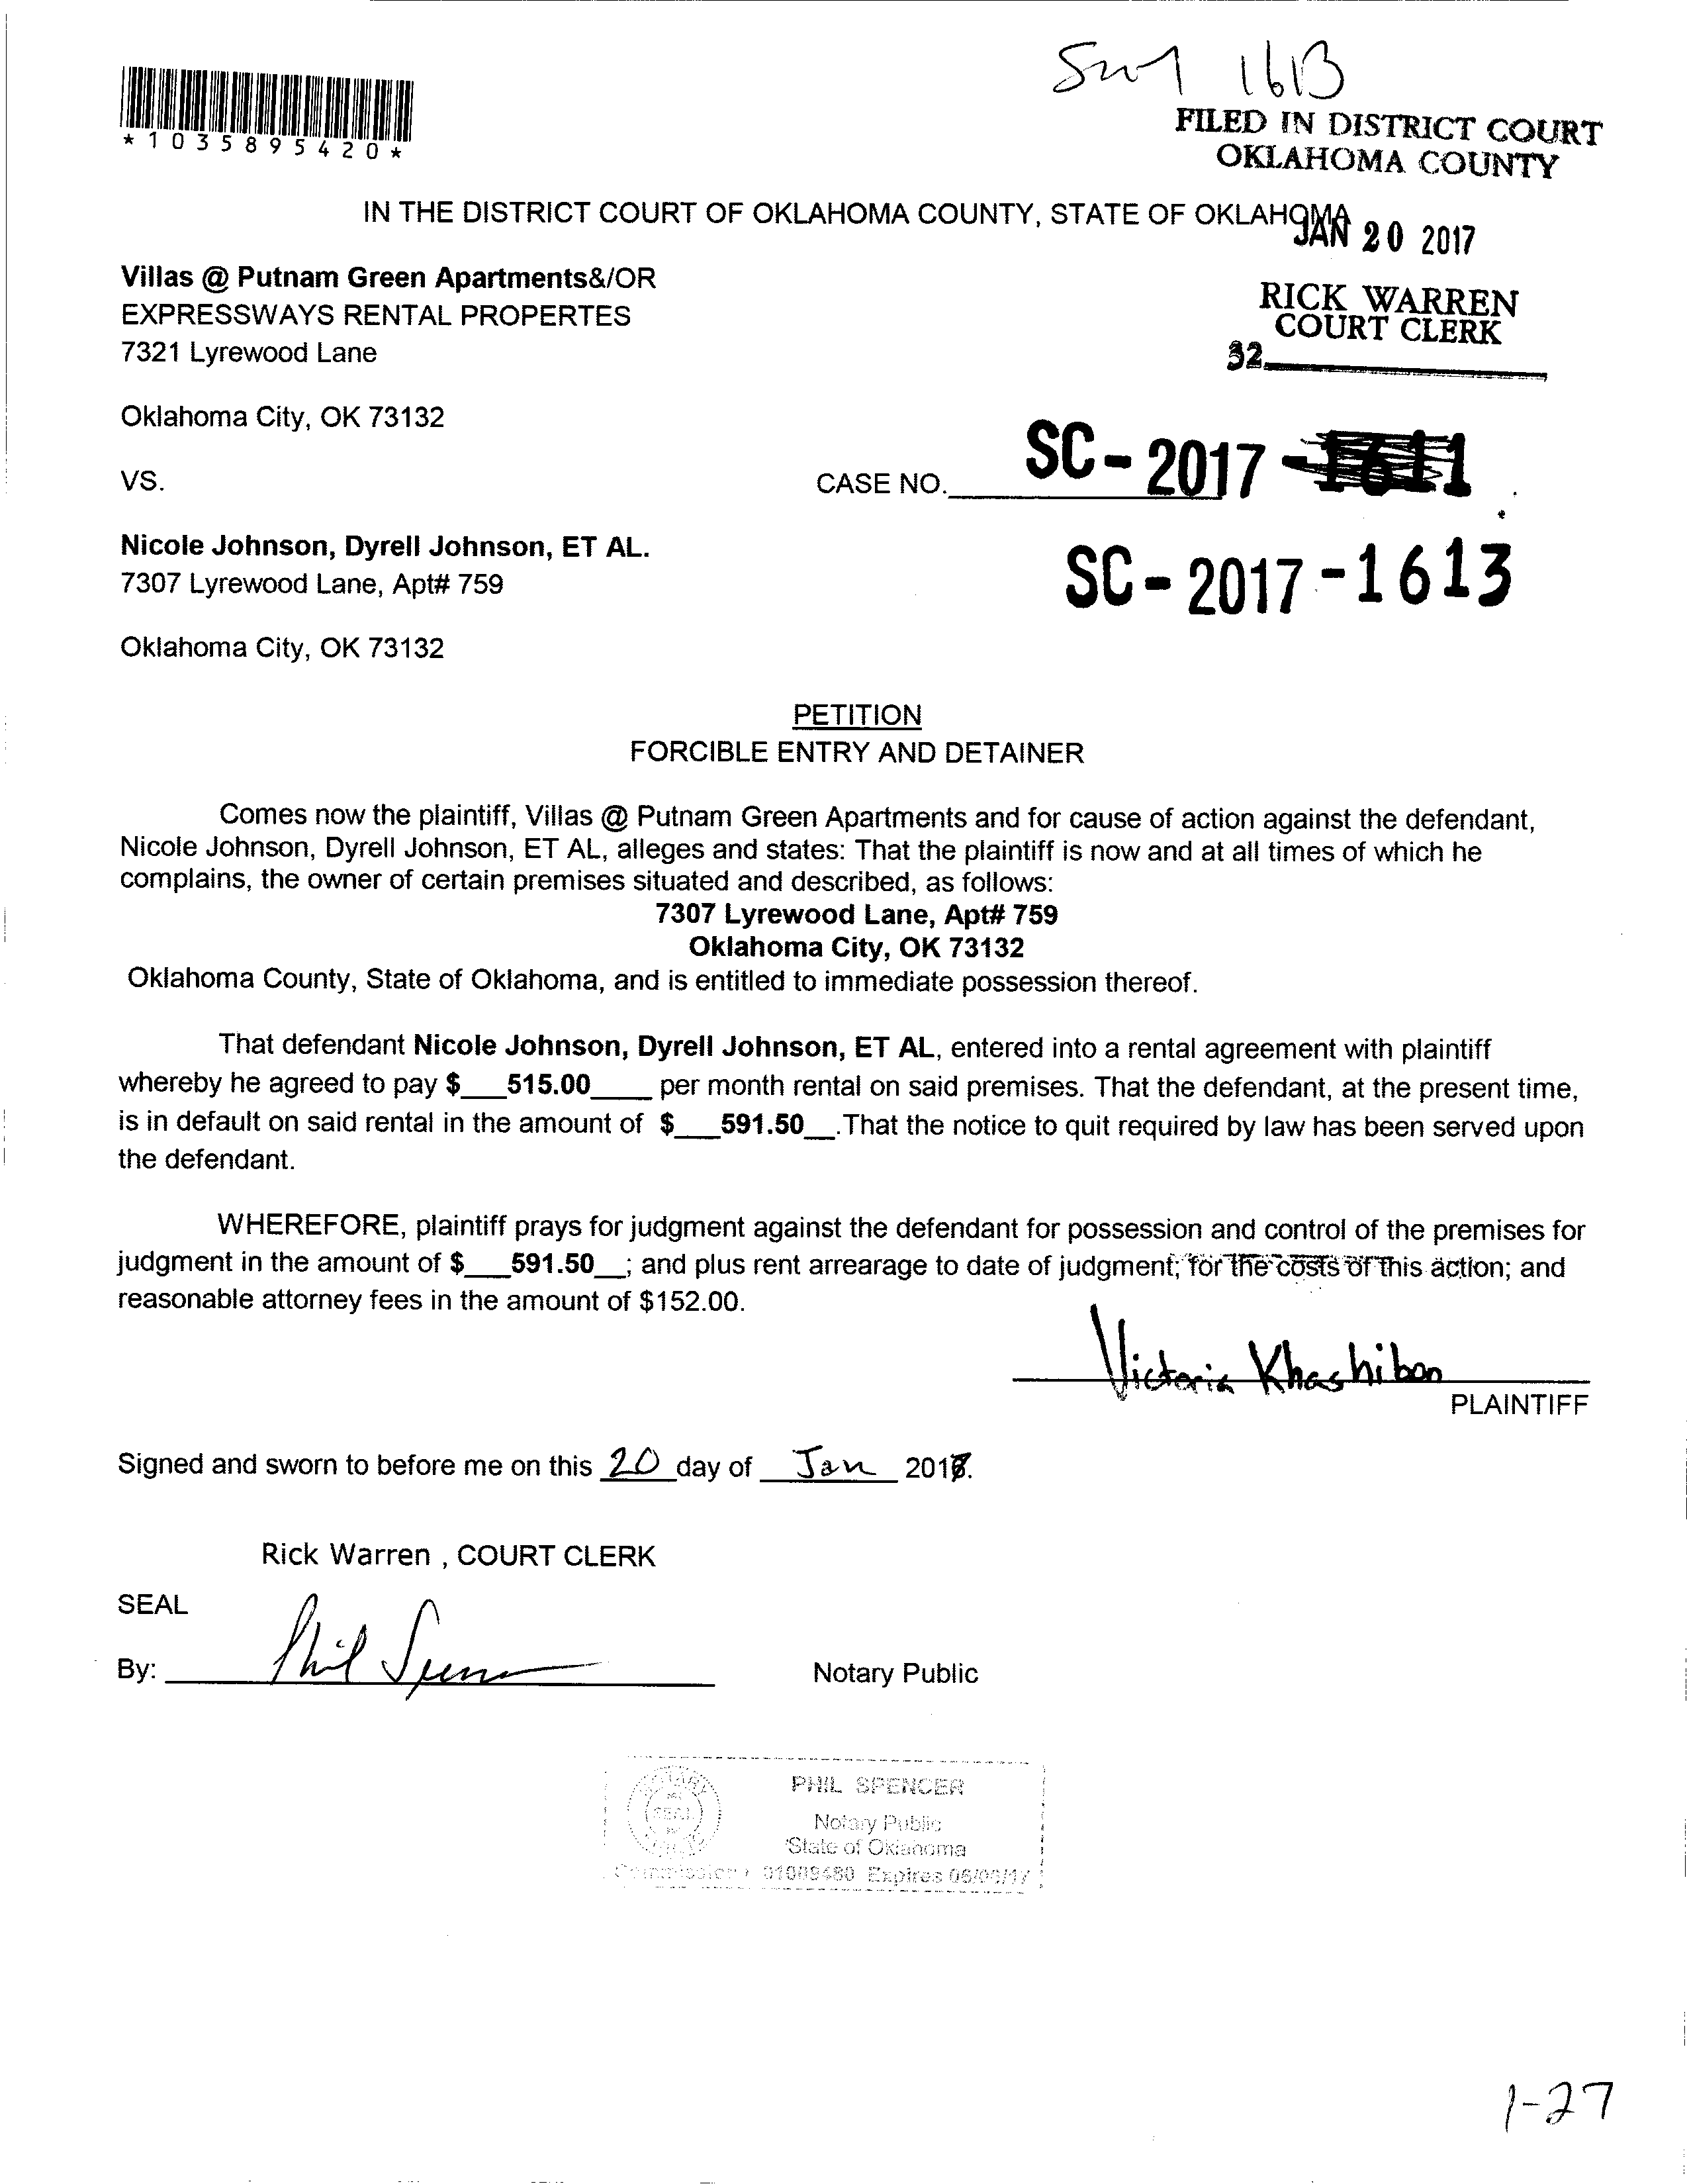 1613
*1035895420*
FILED IN DISTRICT COURT
OKLAHOMA COUNTY
IN THE DISTRICT COURT OF OKLAHOMA COUNTY, STATE OF OKLAHOMA
JAN 20 2017
Villas @ Putnam Green Apartments&/OR
EXPRESSWAYS RENTAL PROPERTES
7321 Lyrewood Lane
RICK WARREN
COURT CLERK
32
Oklahoma City, OK 73132
SC-2017-1611
VS.
CASE NO.
Nicole Johnson, Dyrell Johnson, ET AL.
7307 Lyrewood Lane, Apt# 759
SC-2017-1613
Oklahoma City, OK 73132
PETITION
FORCIBLE ENTRY AND DETAINER
Comes now the plaintiff, Villas @ Putnam Green Apartments and for cause of action against the defendant,
Nicole Johnson, Dyrell Johnson, ET AL, alleges and states: That the plaintiff is now and at all times of which he
complains, the owner of certain premises situated and described, as follows:
7307 Lyrewood Lane, Apt# 759
Oklahoma City, OK 73132
Oklahoma County, State of Oklahoma, and is entitled to immediate possession thereof.
That defendant Nicole Johnson, Dyrell Johnson, ET AL, entered into a rental agreement with plaintiff
whereby he agreed to pay $___515.00____ per month rental on said premises. That the defendant, at the present time,
is in default on said rental in the amount of $___591.50__.That the notice to quit required by law has been served upon
the defendant.
WHEREFORE, plaintiff prays for judgment against the defendant for possession and control of the premises for
judgment in the amount of $___591.50__; and plus rent arrearage to date of judgment; for the costs of this action; and
reasonable attorney fees in the amount of $152.00.
Victoria Khashibon
PLAINTIFF
Signed and sworn to before me on this 20 day of Jan 2017.
Rick Warren , COURT CLERK
SEAL
By: Phil Spencer
Notary Public
PHIL SPENCER
NOTARY
SEAL
Notary Public
State of Oklahoma
Commission # Expires
1-27